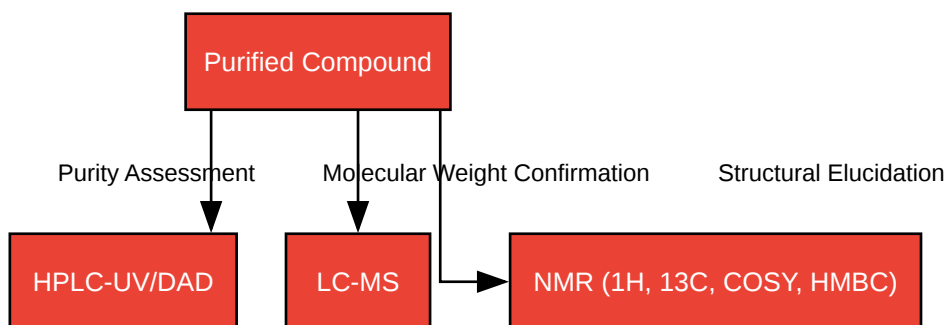 Purified Compound
Purity Assessment
Molecular Weight Confirmation
Structural Elucidation
HPLC-UV/DAD
LC-MS
NMR (1H, 13C, COSY, HMBC)